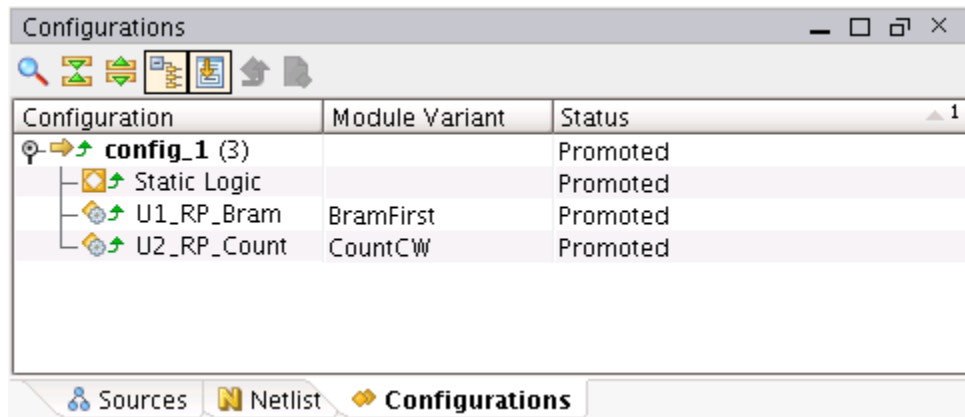 Configurations
Configuration Module Variant Status 1
config_1 (3) Promoted
Static Logic Promoted
U1_RP_Bram BramFirst Promoted
U2_RP_Count CountCW Promoted
Sources Netlist Configurations